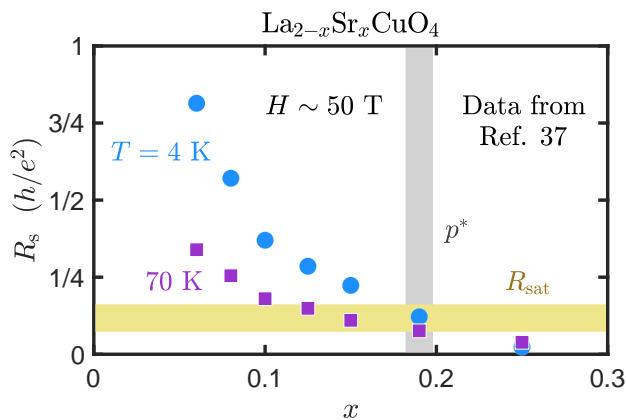 La₂₋ₓSrₓCuO₄
1
3/4
1/2
1/4
0
Rₛ (h/e²)
H ∼ 50 T
Data from
Ref. 37
T = 4 K
p*
70 K
R_sat
0
0.1
0.2
0.3
x